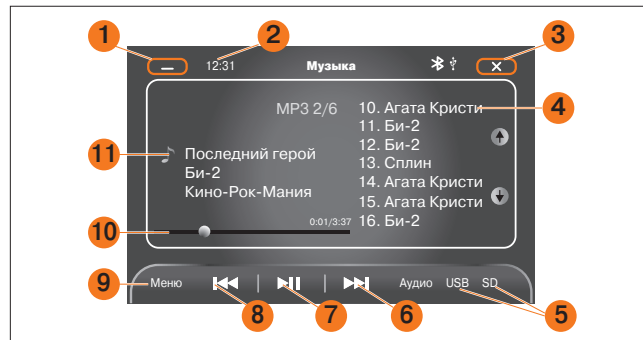 1 2 3
12:31 Музыка
MP3 2/6
10. Агата Кристи 4
11. Би-2
12. Би-2
13. Сплин
14. Агата Кристи
15. Агата Кристи
16. Би-2
11 Последний герой
Би-2
Кино-Рок-Мания
10 0:01/3:37
9 Меню Аудио USB SD
8 7 6 5